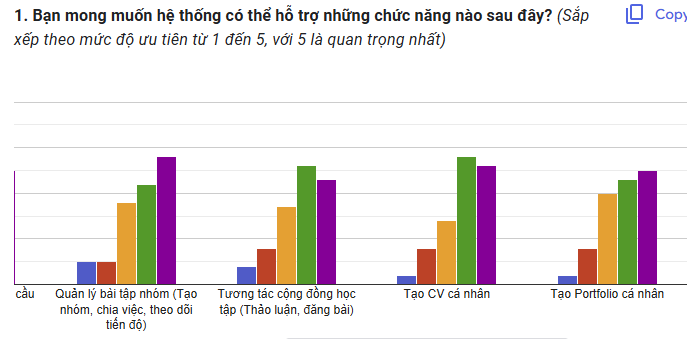 1. Bạn mong muốn hệ thống có thể hỗ trợ những chức năng nào sau đây? (Sắp
xếp theo mức độ ưu tiên từ 1 đến 5, với 5 là quan trọng nhất)
Copy
cầu
Quản lý bài tập nhóm (Tạo
nhóm, chia việc, theo dõi
tiến độ)
Tương tác cộng đồng học
tập (Thảo luận, đăng bài)
Tạo CV cá nhân
Tạo Portfolio cá nhân